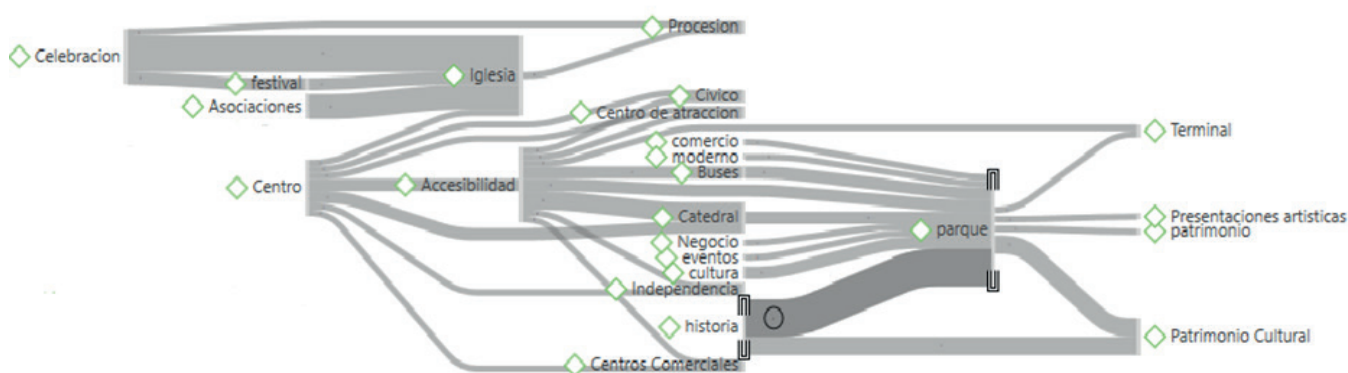 Celebracion
festival
Asociaciones
Iglesia
Procesion
Centro
Accesibilidad
Civico
Centro de atraccion
comercio
moderno
Buses
Catedral
Negocio
eventos
cultura
Independencia
historia
Centros Comerciales
parque
Terminal
Presentaciones artisticas
patrimonio
Patrimonio Cultural